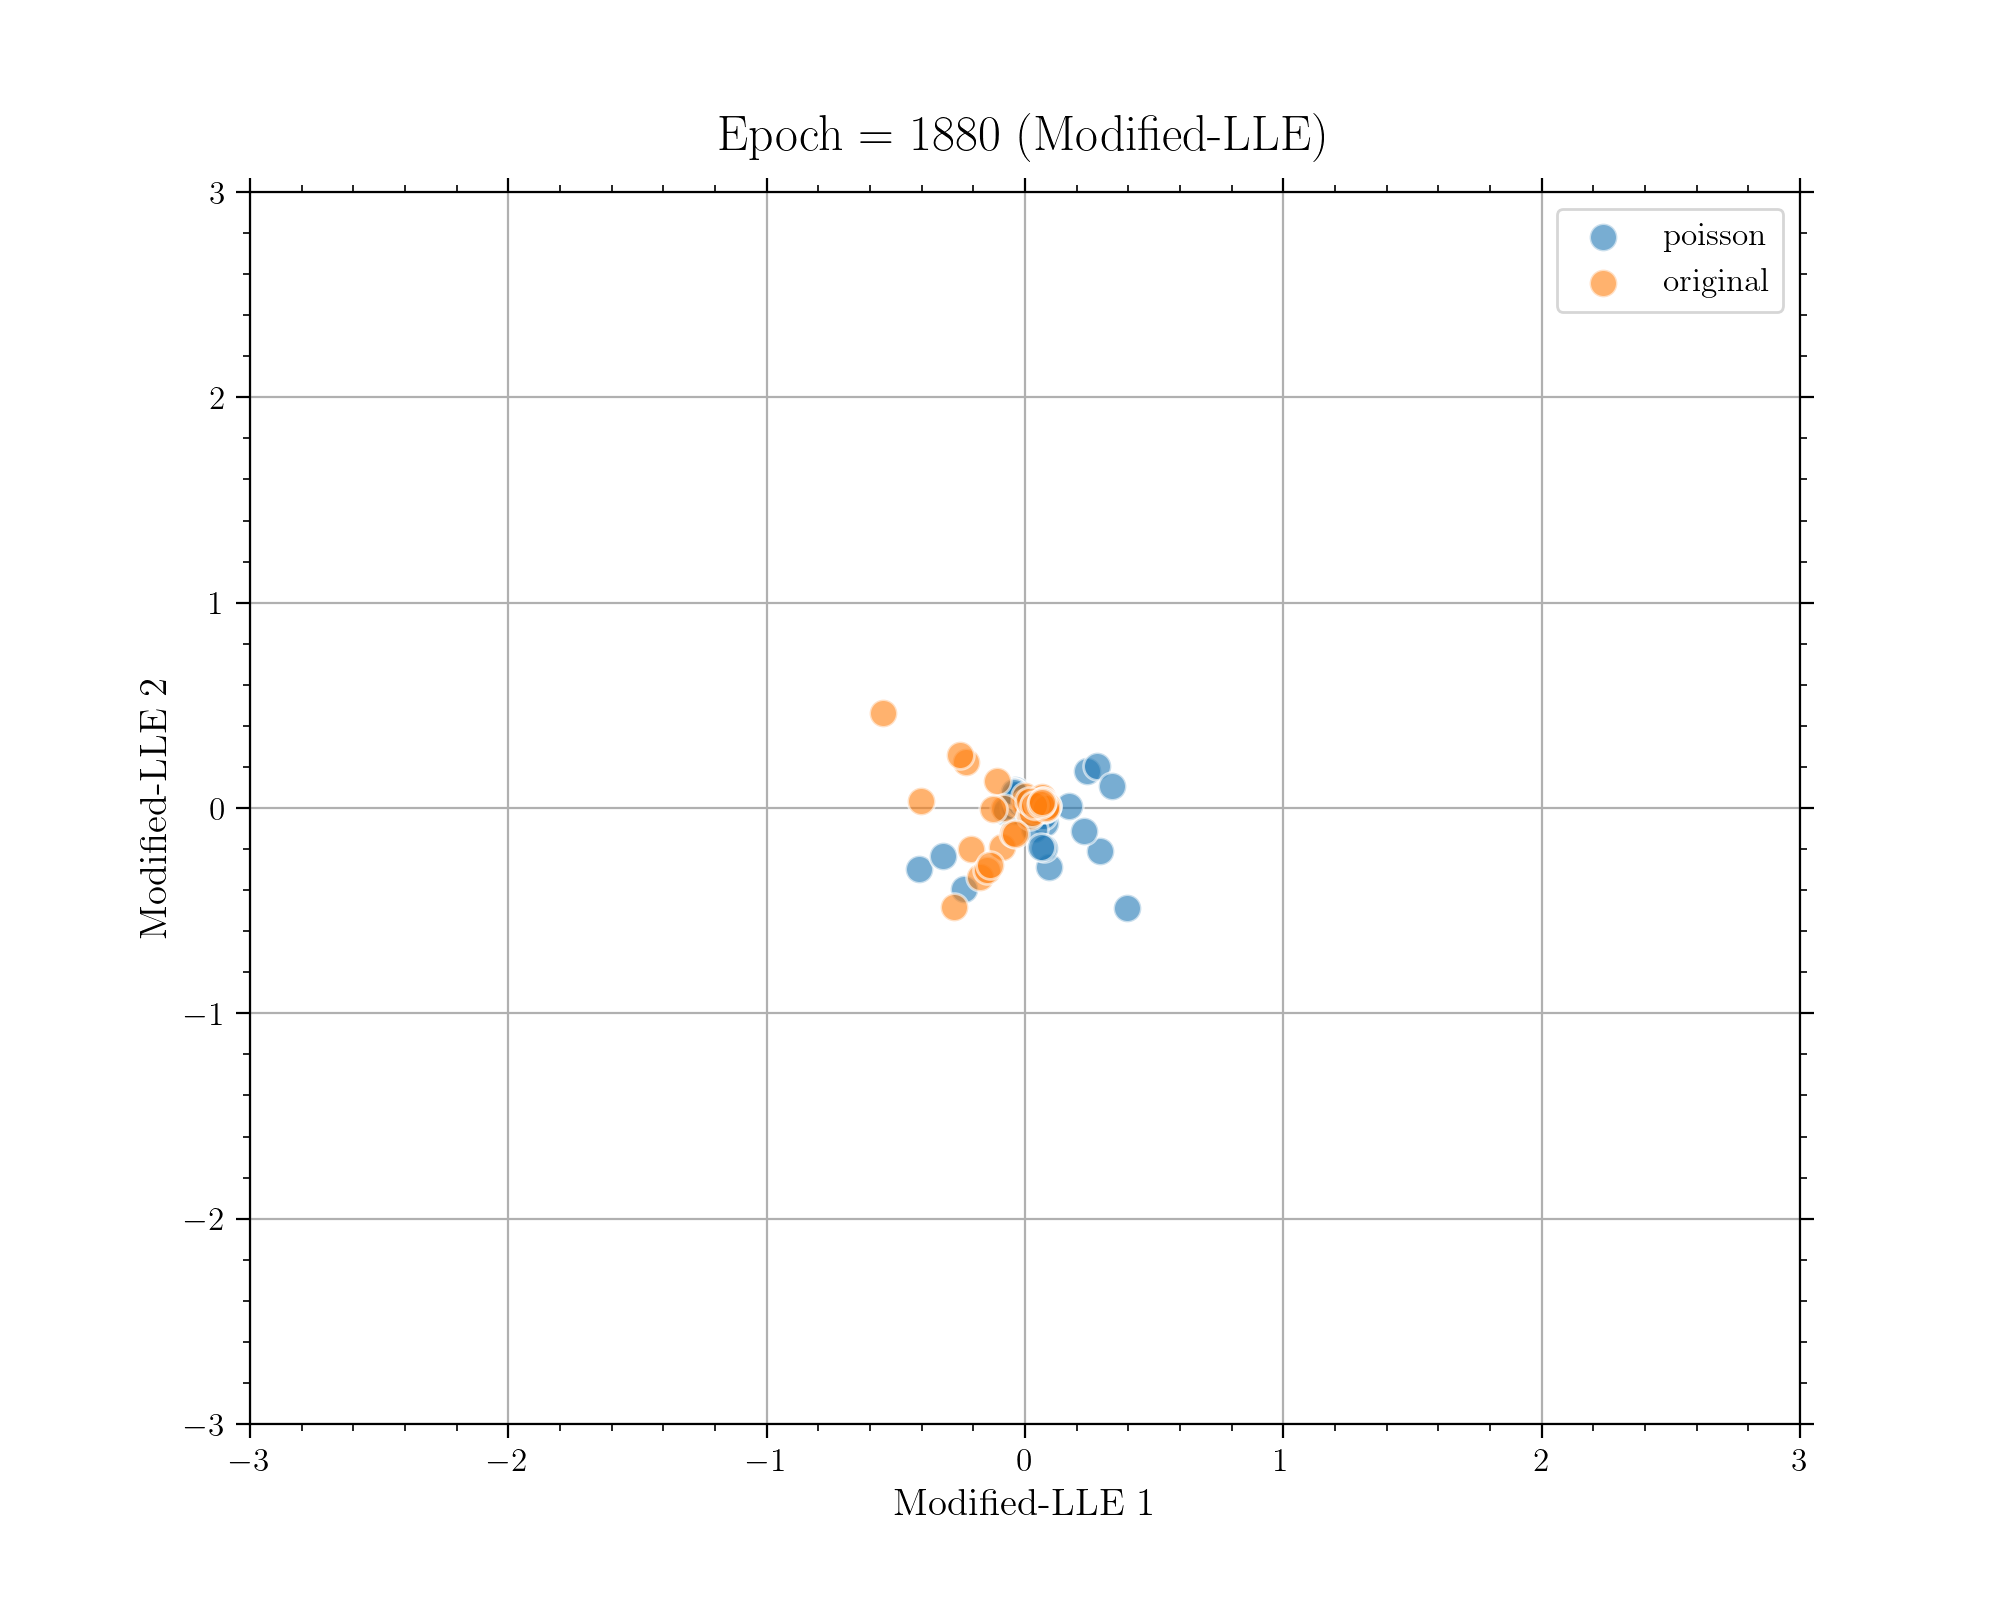 Epoch = 1880 (Modified-LLE)
3
2
1
0
−1
−2
−3
−3 −2 −1 0 1 2 3
Modified-LLE 1
Modified-LLE 2
poisson
original